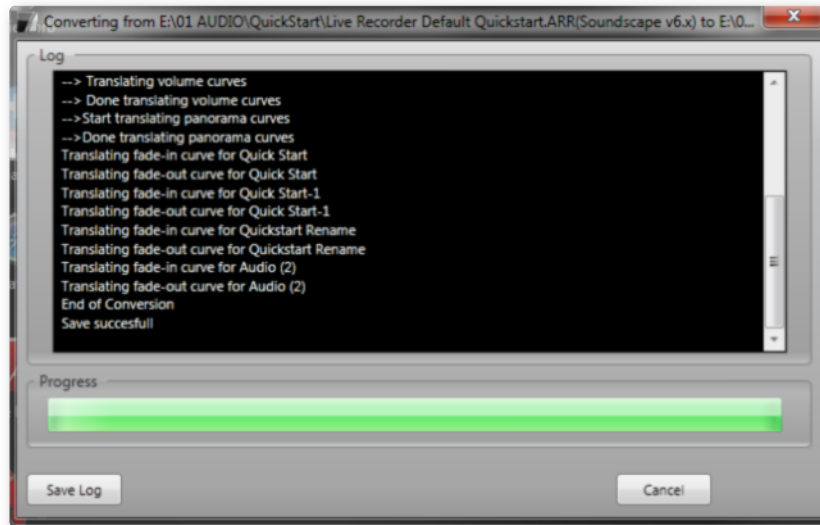 Converting from E:\01 AUDIO\QuickStart\Live Recorder Default Quickstart.ARR(Soundscape v6.x) to E:\0...
Log
--> Translating volume curves
--> Done translating volume curves
-->Start translating panorama curves
-->Done translating panorama curves
Translating fade-in curve for Quick Start
Translating fade-out curve for Quick Start
Translating fade-in curve for Quick Start-1
Translating fade-out curve for Quick Start-1
Translating fade-in curve for Quickstart Rename
Translating fade-out curve for Quickstart Rename
Translating fade-in curve for Audio (2)
Translating fade-out curve for Audio (2)
End of Conversion
Save succesfull
Progress
Save Log
Cancel